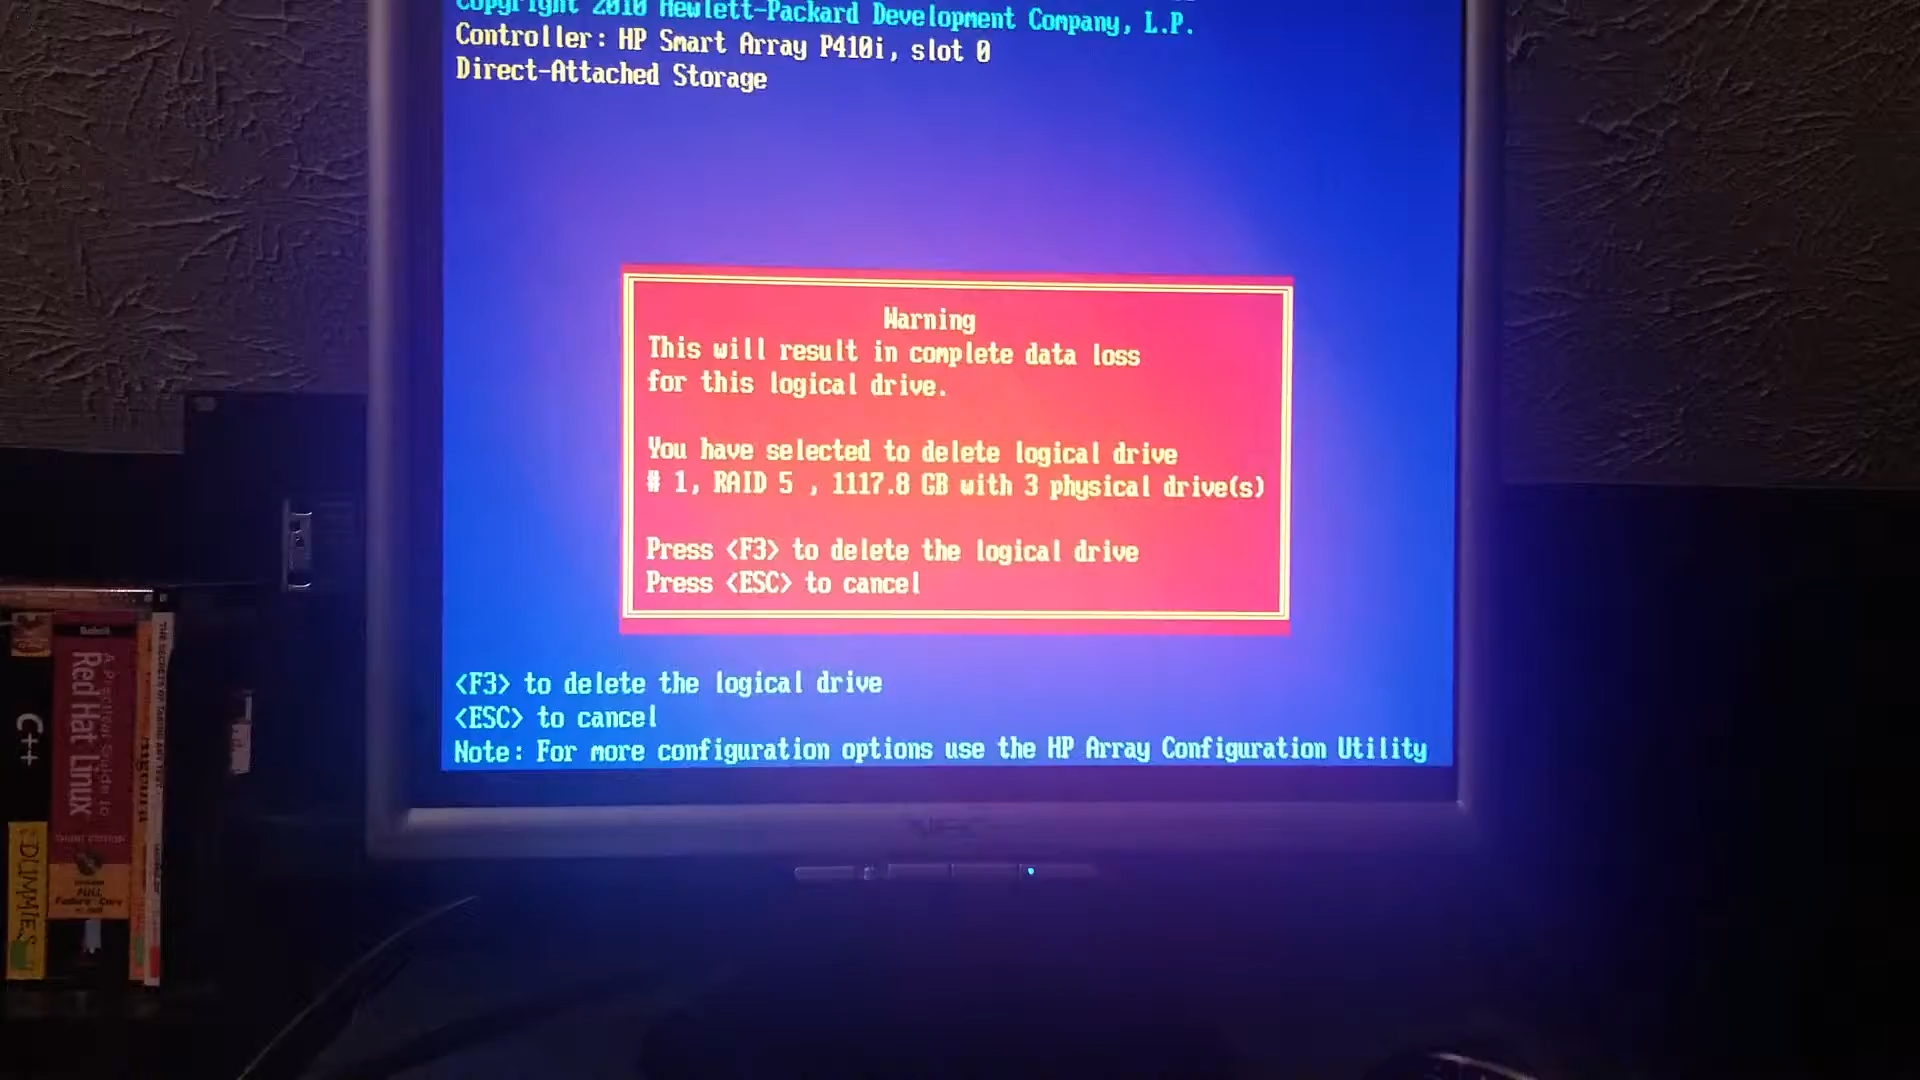 Copyright 2010 Hewlett-Packard Development Company, L.P.
Controller: HP Smart Array P410i, slot 0
Direct-Attached Storage
Warning
This will result in complete data loss
for this logical drive.
You have selected to delete logical drive
# 1, RAID 5 , 1117.8 GB with 3 physical drive(s)
Press <F3> to delete the logical drive
Press <ESC> to cancel
<F3> to delete the logical drive
<ESC> to cancel
Note: For more configuration options use the HP Array Configuration Utility
NEC
C++
DUMMIES
A Practical Guide to
Red Hat Linux